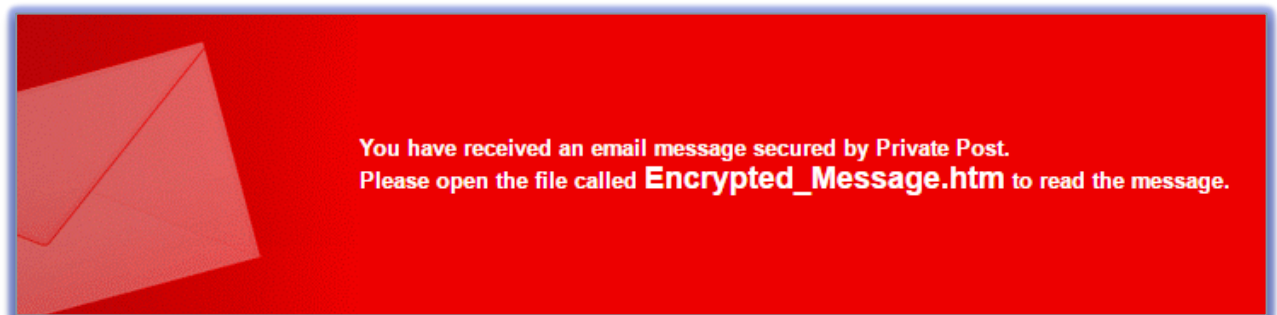 You have received an email message secured by Private Post.
Please open the file called Encrypted_Message.htm to read the message.